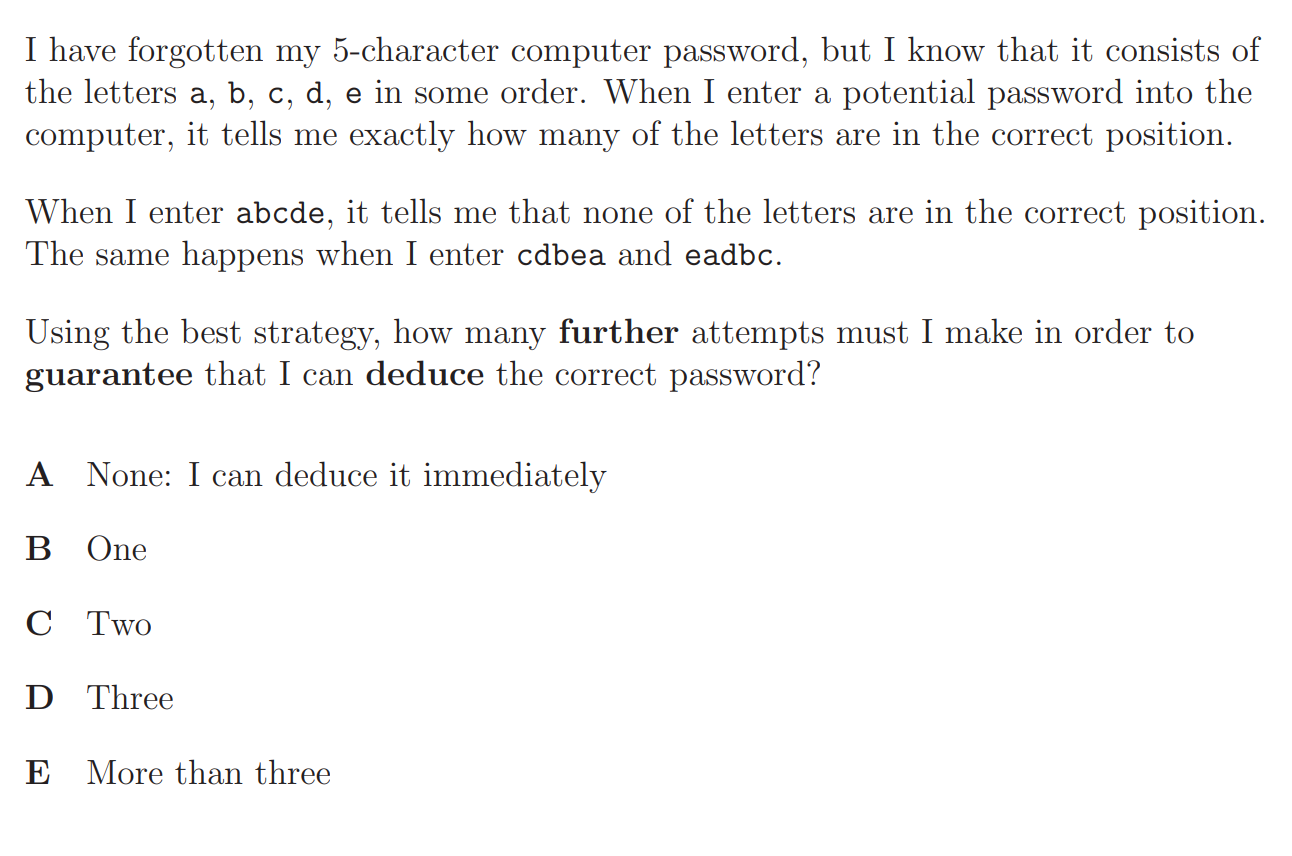 I have forgotten my 5-character computer password, but I know that it consists of
the letters a, b, c, d, e in some order. When I enter a potential password into the
computer, it tells me exactly how many of the letters are in the correct position.
When I enter abcde, it tells me that none of the letters are in the correct position.
The same happens when I enter cdbea and eadbc.
Using the best strategy, how many further attempts must I make in order to
guarantee that I can deduce the correct password?
A None: I can deduce it immediately
B One
C Two
D Three
E More than three